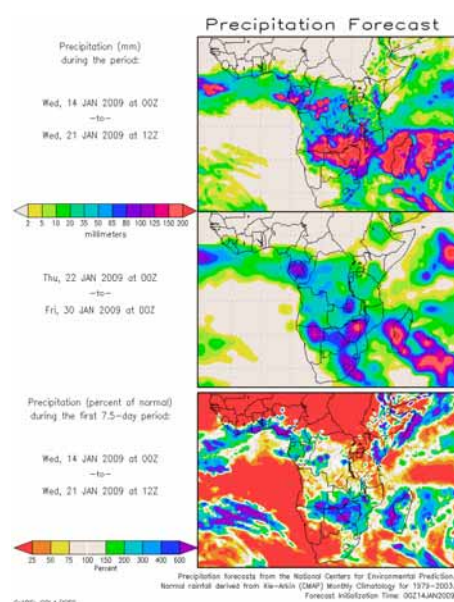 Precipitation Forecast
Precipitation (mm)
during the period:
Wed, 14 JAN 2009 at 00Z
-to-
Wed, 21 JAN 2009 at 12Z
2 5 10 20 35 50 65 80 100 125 150 200
millimeters
Thu, 22 JAN 2009 at 00Z
-to-
Fri, 30 JAN 2009 at 00Z
Precipitation (percent of normal)
during the first 7.5-day period:
Wed, 14 JAN 2009 at 00Z
-to-
Wed, 21 JAN 2009 at 12Z
25 50 75 100 150 200 300 400 600
Percent
Precipitation forecasts from the National Centers for Environmental Prediction.
Normal rainfall derived from Xie-Arkin (CMAP) Monthly Climatology for 1979-2003.
Forecast Initialization Time: 00Z14JAN2009